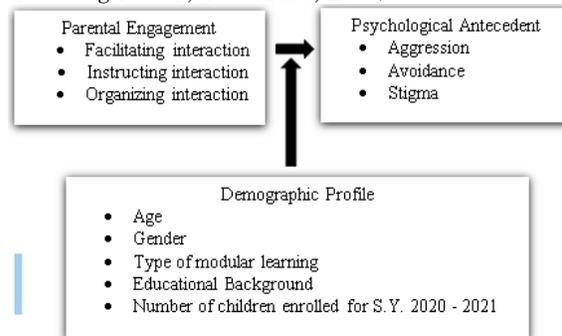 Parental Engagement
• Facilitating interaction
• Instructing interaction
• Organizing interaction
Psychological Antecedent
• Aggression
• Avoidance
• Stigma
Demographic Profile
• Age
• Gender
• Type of modular learning
• Educational Background
• Number of children enrolled for S.Y. 2020 - 2021